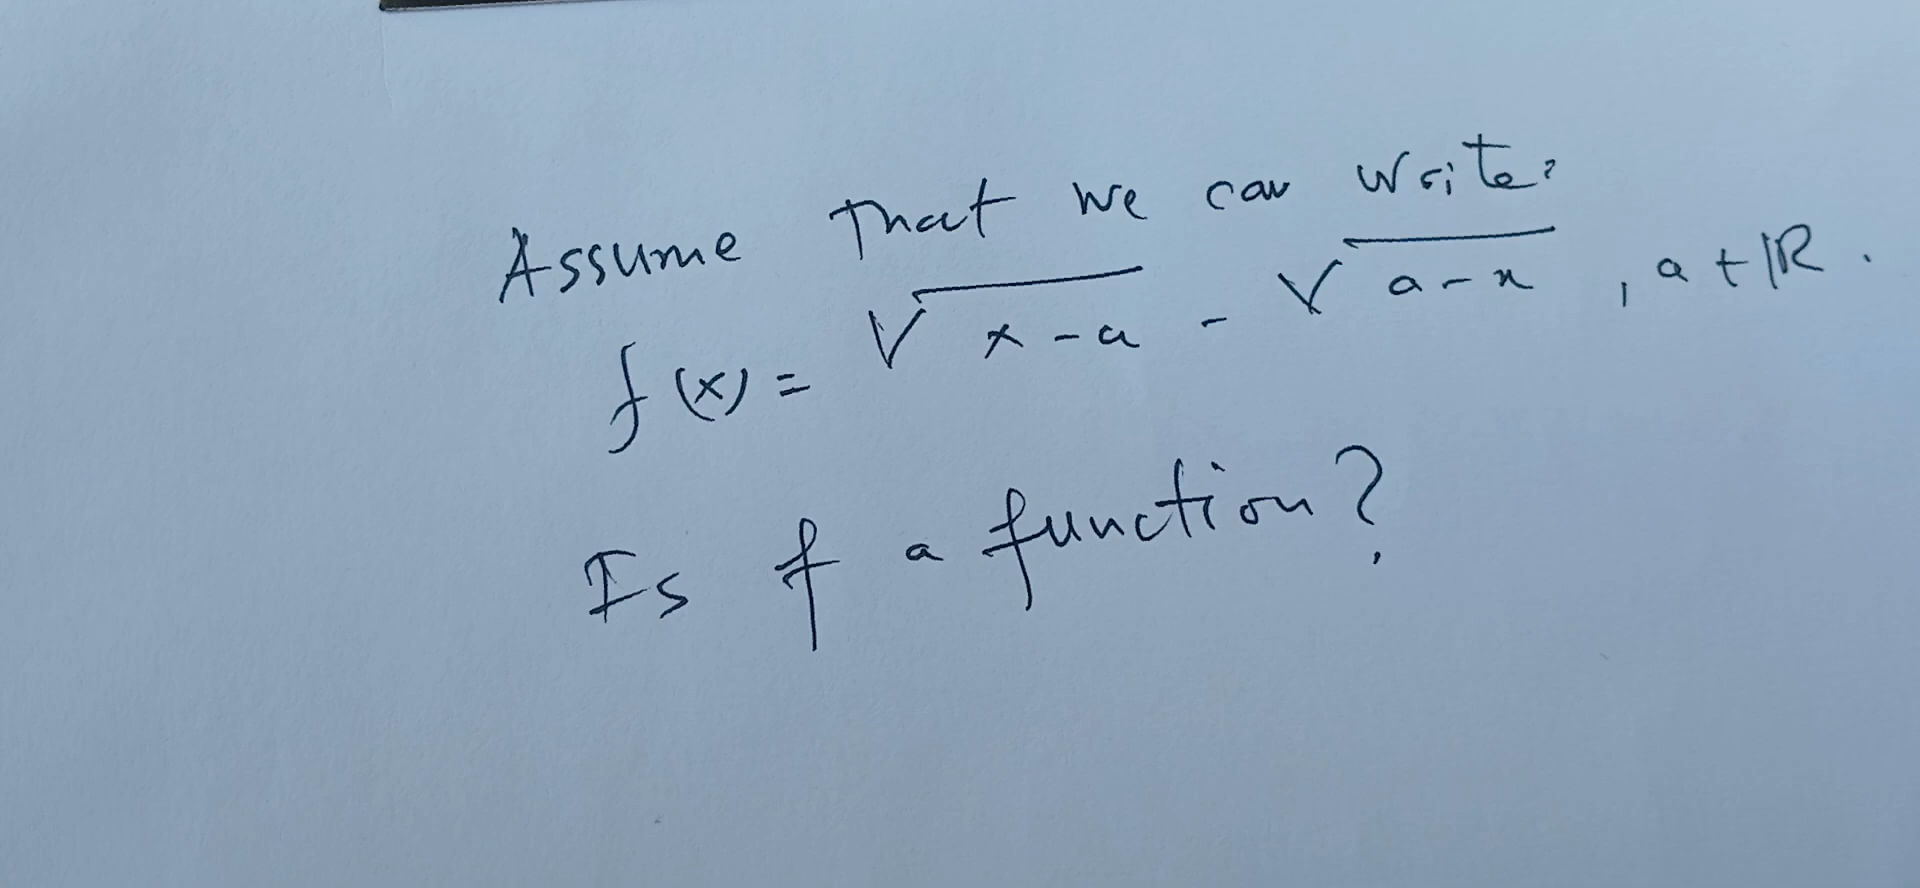 Assume that we can write:
f(x) = √(x-a) - √(a-x) , a ∈ ℝ.
Is f a function?